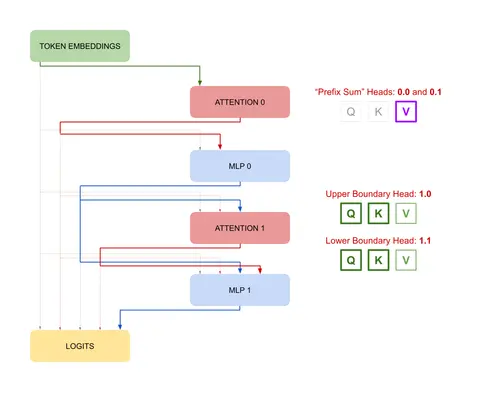 TOKEN EMBEDDINGS
ATTENTION 0
"Prefix Sum" Heads: 0.0 and 0.1
Q K V
MLP 0
Upper Boundary Head: 1.0
Q K V
ATTENTION 1
Lower Boundary Head: 1.1
Q K V
MLP 1
LOGITS